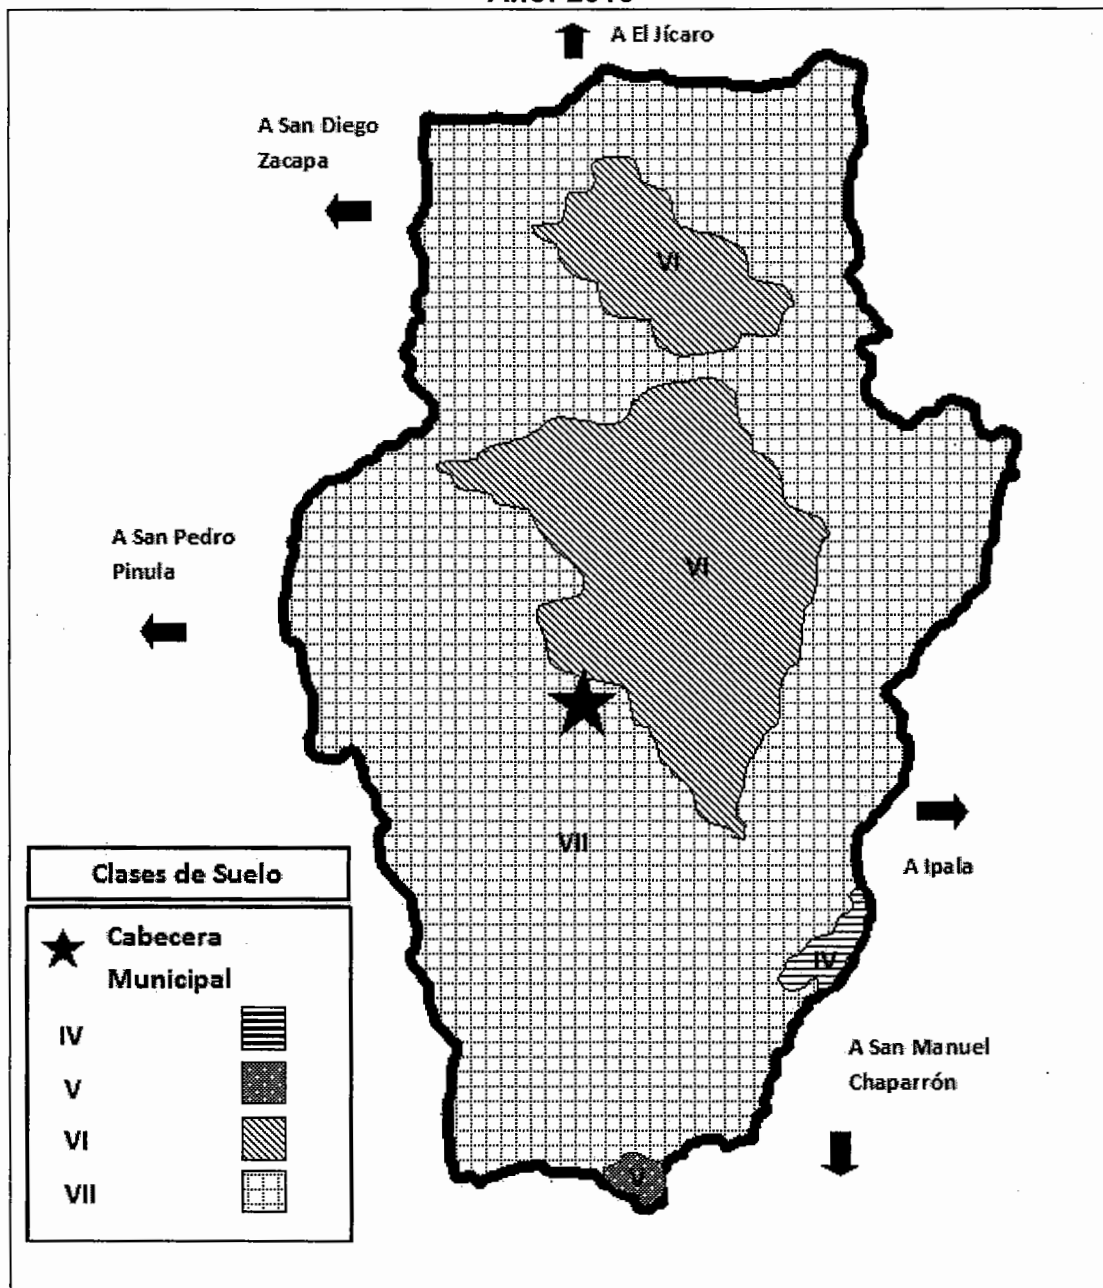 A El Jícaro
A San Diego
Zacapa
VI
A San Pedro
Pinula
VI
VII
A Ipala
IV
A San Manuel
Chaparrón
V
Clases de Suelo
Cabecera
Municipal
IV
V
VI
VII